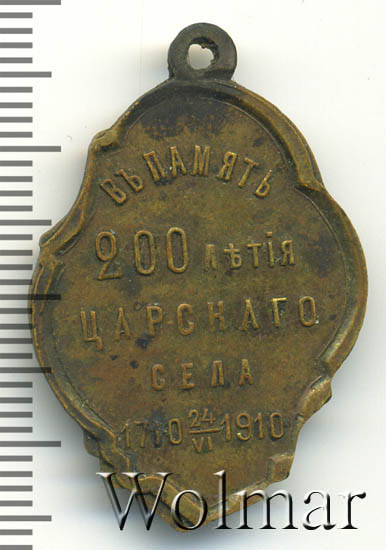 ВЪ ПАМЯТЬ
200 ЛѢТІЯ
ЦАРСКАГО
СЕЛА
1710 24/VI 1910
Wolmar